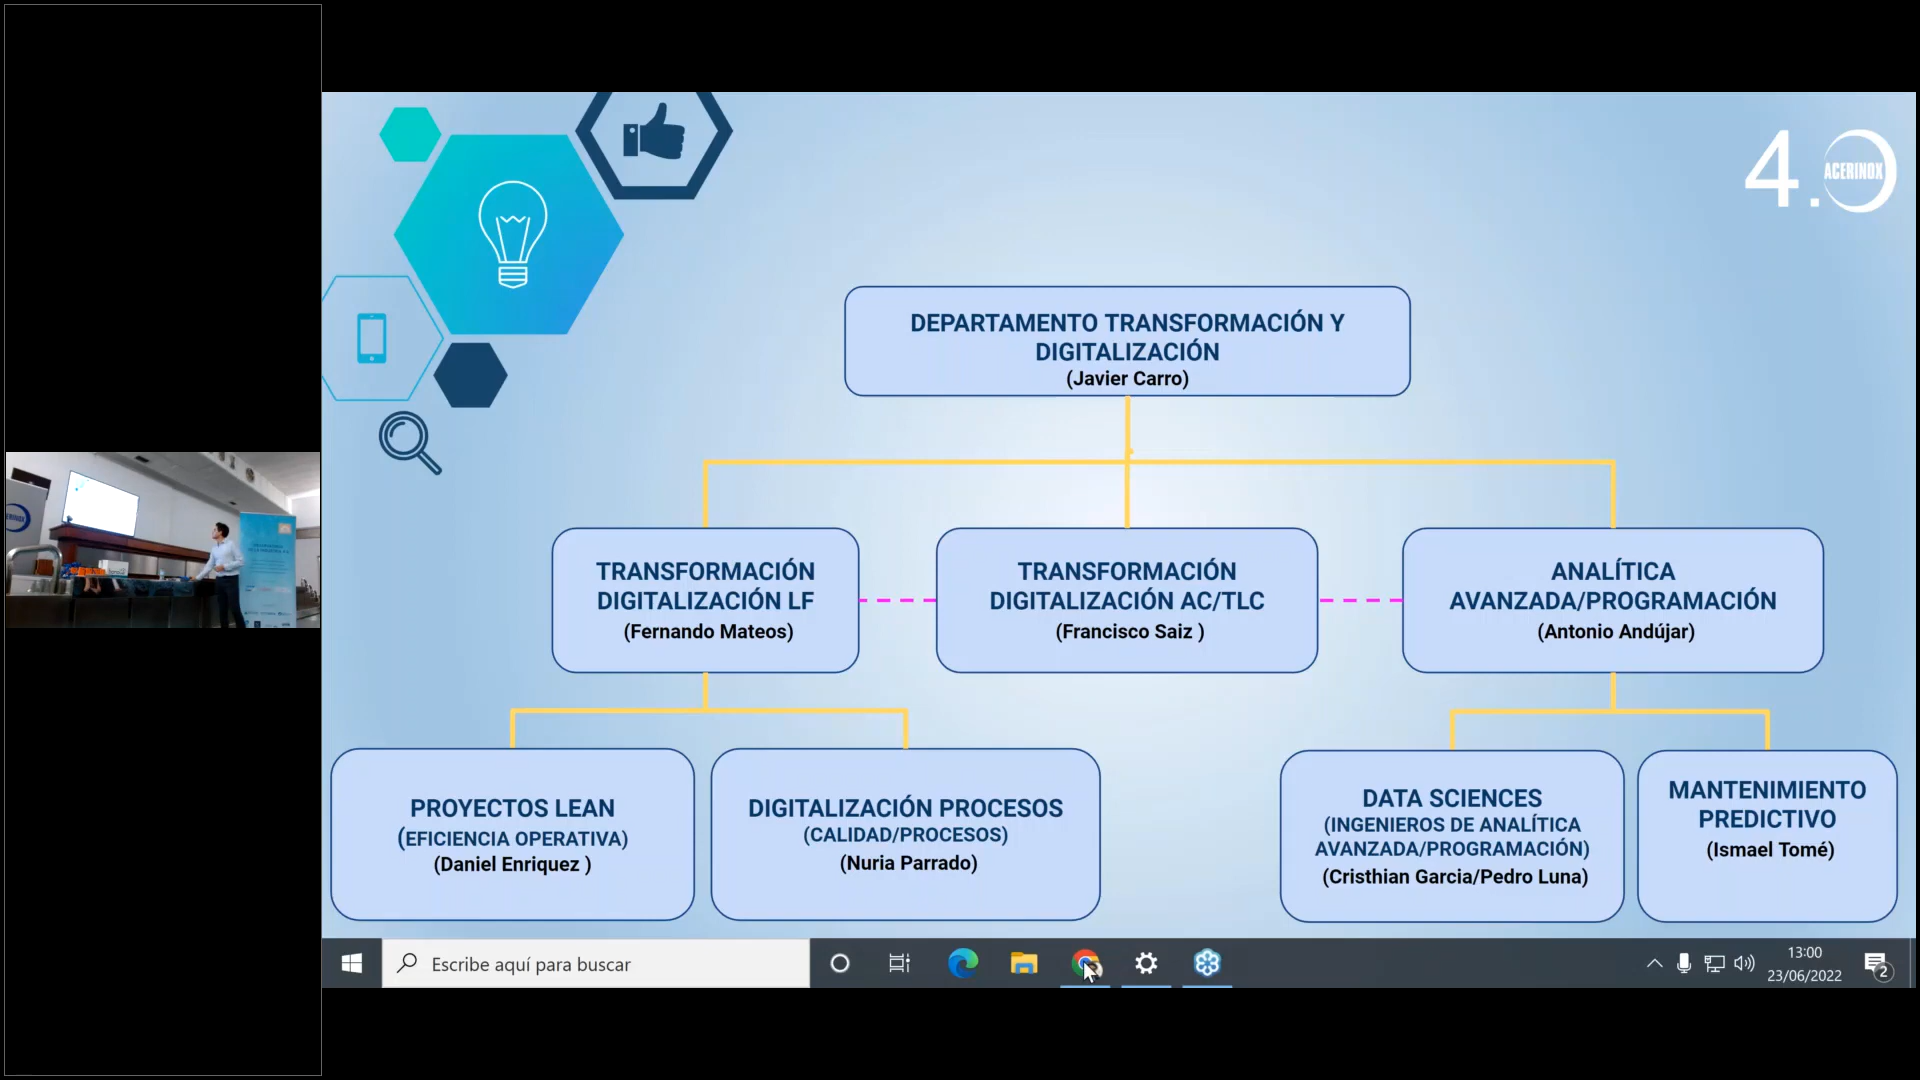 4.
ACERINOX
DEPARTAMENTO TRANSFORMACIÓN Y
DIGITALIZACIÓN
(Javier Carro)
TRANSFORMACIÓN
DIGITALIZACIÓN LF
(Fernando Mateos)
TRANSFORMACIÓN
DIGITALIZACIÓN AC/TLC
(Francisco Saiz )
ANALÍTICA
AVANZADA/PROGRAMACIÓN
(Antonio Andújar)
PROYECTOS LEAN
(EFICIENCIA OPERATIVA)
(Daniel Enriquez )
DIGITALIZACIÓN PROCESOS
(CALIDAD/PROCESOS)
(Nuria Parrado)
DATA SCIENCES
(INGENIEROS DE ANALÍTICA
AVANZADA/PROGRAMACIÓN)
(Cristhian Garcia/Pedro Luna)
MANTENIMIENTO
PREDICTIVO
(Ismael Tomé)
Escribe aquí para buscar
13:00
23/06/2022
2